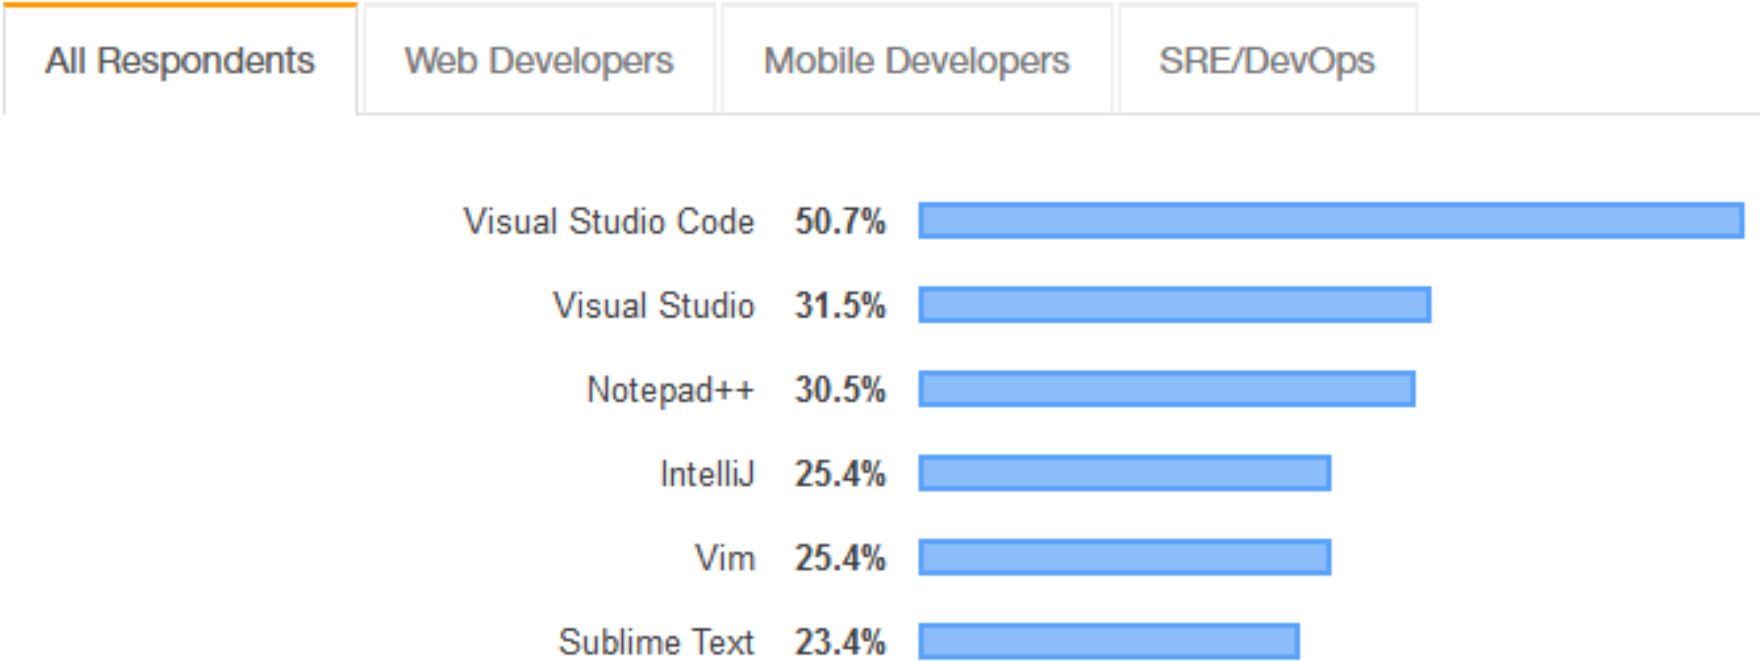 All Respondents Web Developers Mobile Developers SRE/DevOps
Visual Studio Code 50.7%
Visual Studio 31.5%
Notepad++ 30.5%
IntelliJ 25.4%
Vim 25.4%
Sublime Text 23.4%